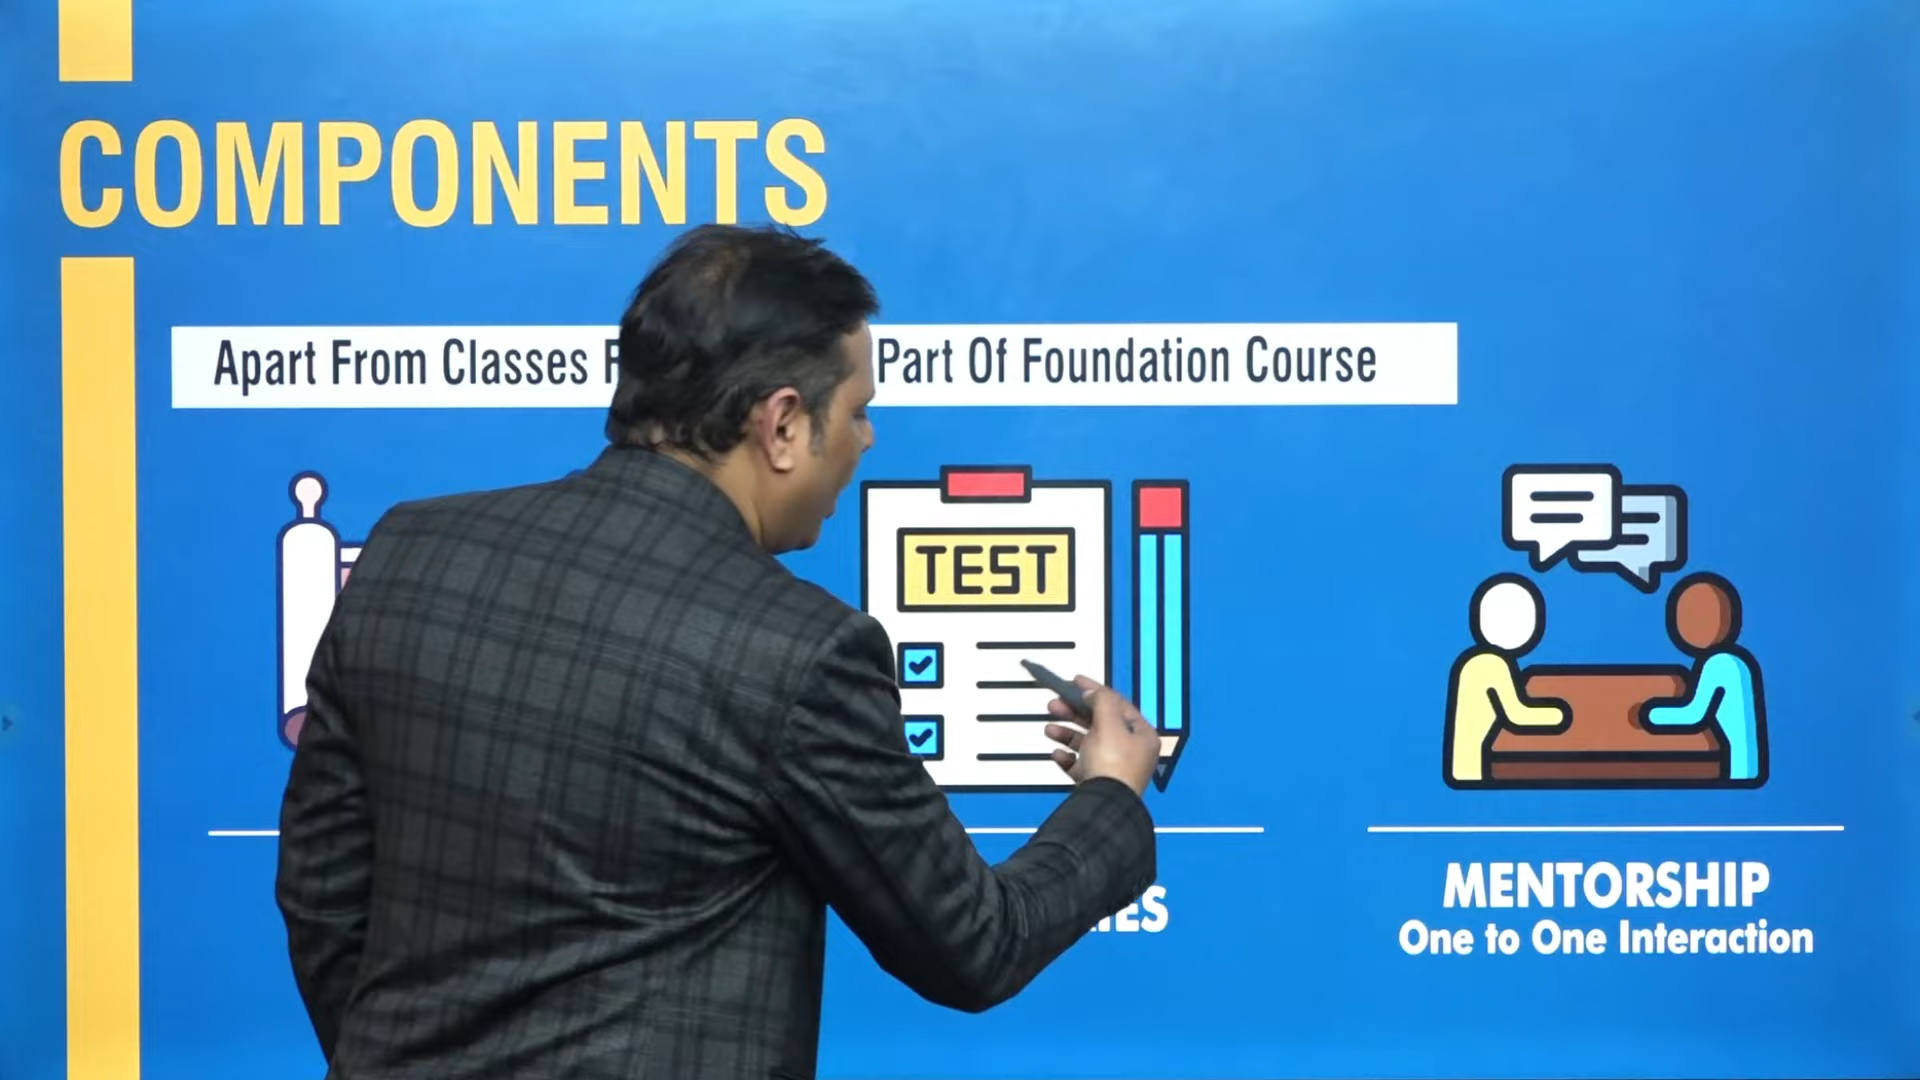 COMPONENTS
Apart From Classes Part Of Foundation Course
TEST
MENTORSHIP
One to One Interaction